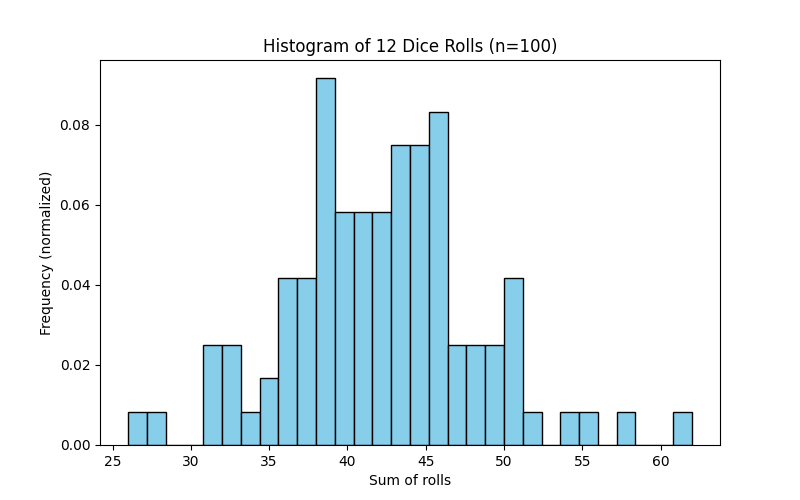 Histogram of 12 Dice Rolls (n=100)
Frequency (normalized)
0.08
0.06
0.04
0.02
0.00
25 30 35 40 45 50 55 60
Sum of rolls